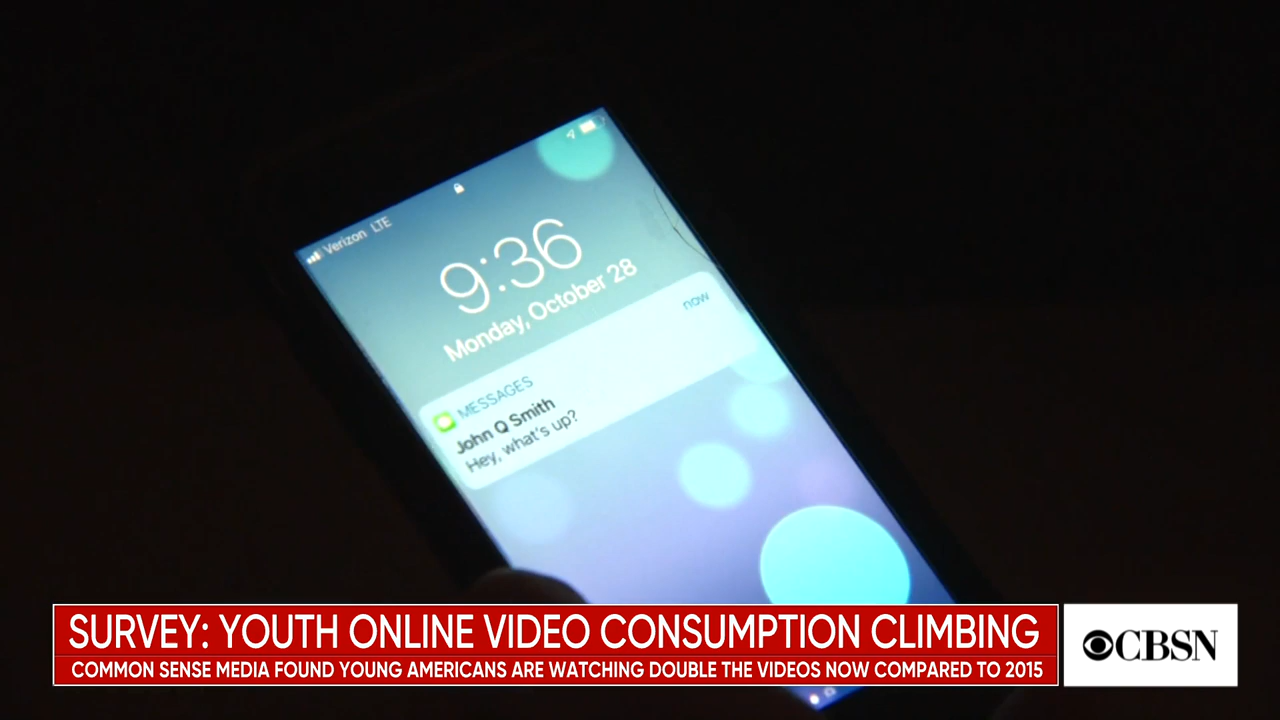 Verizon LTE
9:36
Monday, October 28
MESSAGES
now
John Q Smith
Hey, what's up?
SURVEY: YOUTH ONLINE VIDEO CONSUMPTION CLIMBING
COMMON SENSE MEDIA FOUND YOUNG AMERICANS ARE WATCHING DOUBLE THE VIDEOS NOW COMPARED TO 2015
CBSN